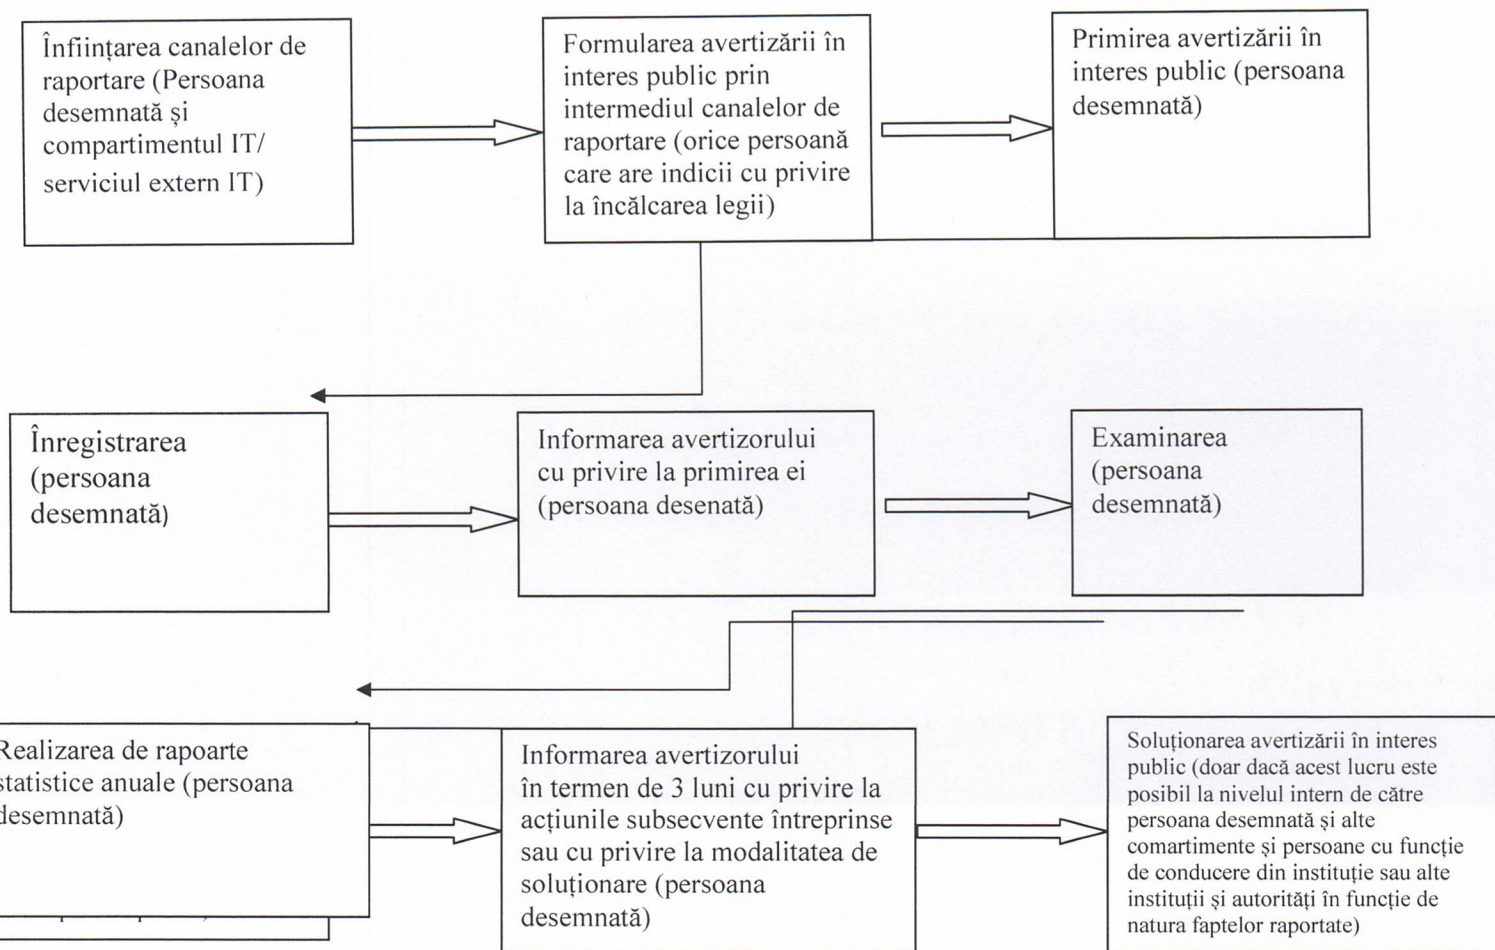 Înființarea canalelor de
raportare (Persoana
desemnată și
compartimentul IT/
serviciul extern IT)
Formularea avertizării în
interes public prin
intermediul canalelor de
raportare (orice persoană
care are indicii cu privire
la încălcarea legii)
Primirea avertizării în
interes public (persoana
desemnată)
Înregistrarea
(persoana
desemnată)
Informarea avertizorului
cu privire la primirea ei
(persoana desenată)
Examinarea
(persoana
desemnată)
Realizarea de rapoarte
statistice anuale (persoana
desemnată)
Informarea avertizorului
în termen de 3 luni cu privire la
acțiunile subsecvente întreprinse
sau cu privire la modalitatea de
soluționare (persoana
desemnată)
Soluționarea avertizării în interes
public (doar dacă acest lucru este
posibil la nivelul intern de către
persoana desemnată și alte
comartimente și persoane cu funcție
de conducere din instituție sau alte
instituții și autorități în funcție de
natura faptelor raportate)